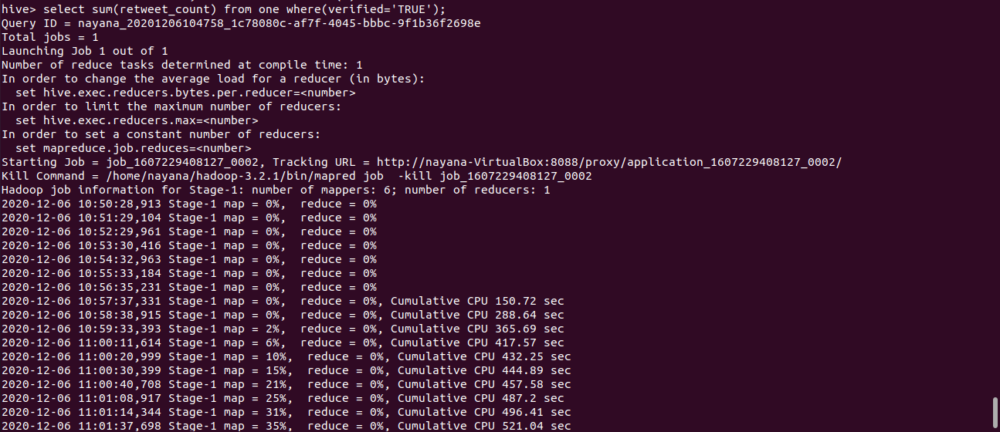 hive> select sum(retweet_count) from one where(verified='TRUE');
Query ID = nayana_20201206104758_1c78080c-af7f-4045-bbbc-9f1b36f2698e
Total jobs = 1
Launching Job 1 out of 1
Number of reduce tasks determined at compile time: 1
In order to change the average load for a reducer (in bytes):
  set hive.exec.reducers.bytes.per.reducer=<number>
In order to limit the maximum number of reducers:
  set hive.exec.reducers.max=<number>
In order to set a constant number of reducers:
  set mapreduce.job.reduces=<number>
Starting Job = job_1607229408127_0002, Tracking URL = http://nayana-VirtualBox:8088/proxy/application_1607229408127_0002/
Kill Command = /home/nayana/hadoop-3.2.1/bin/mapred job  -kill job_1607229408127_0002
Hadoop job information for Stage-1: number of mappers: 6; number of reducers: 1
2020-12-06 10:50:28,913 Stage-1 map = 0%,  reduce = 0%
2020-12-06 10:51:29,104 Stage-1 map = 0%,  reduce = 0%
2020-12-06 10:52:29,961 Stage-1 map = 0%,  reduce = 0%
2020-12-06 10:53:30,416 Stage-1 map = 0%,  reduce = 0%
2020-12-06 10:54:32,963 Stage-1 map = 0%,  reduce = 0%
2020-12-06 10:55:33,184 Stage-1 map = 0%,  reduce = 0%
2020-12-06 10:56:35,231 Stage-1 map = 0%,  reduce = 0%
2020-12-06 10:57:37,331 Stage-1 map = 0%,  reduce = 0%, Cumulative CPU 150.72 sec
2020-12-06 10:58:38,915 Stage-1 map = 0%,  reduce = 0%, Cumulative CPU 288.64 sec
2020-12-06 10:59:33,393 Stage-1 map = 2%,  reduce = 0%, Cumulative CPU 365.69 sec
2020-12-06 11:00:11,614 Stage-1 map = 6%,  reduce = 0%, Cumulative CPU 417.57 sec
2020-12-06 11:00:20,999 Stage-1 map = 10%,  reduce = 0%, Cumulative CPU 432.25 sec
2020-12-06 11:00:30,399 Stage-1 map = 15%,  reduce = 0%, Cumulative CPU 444.89 sec
2020-12-06 11:00:40,708 Stage-1 map = 21%,  reduce = 0%, Cumulative CPU 457.58 sec
2020-12-06 11:01:08,917 Stage-1 map = 25%,  reduce = 0%, Cumulative CPU 487.2 sec
2020-12-06 11:01:14,344 Stage-1 map = 31%,  reduce = 0%, Cumulative CPU 496.41 sec
2020-12-06 11:01:37,698 Stage-1 map = 35%,  reduce = 0%, Cumulative CPU 521.04 sec